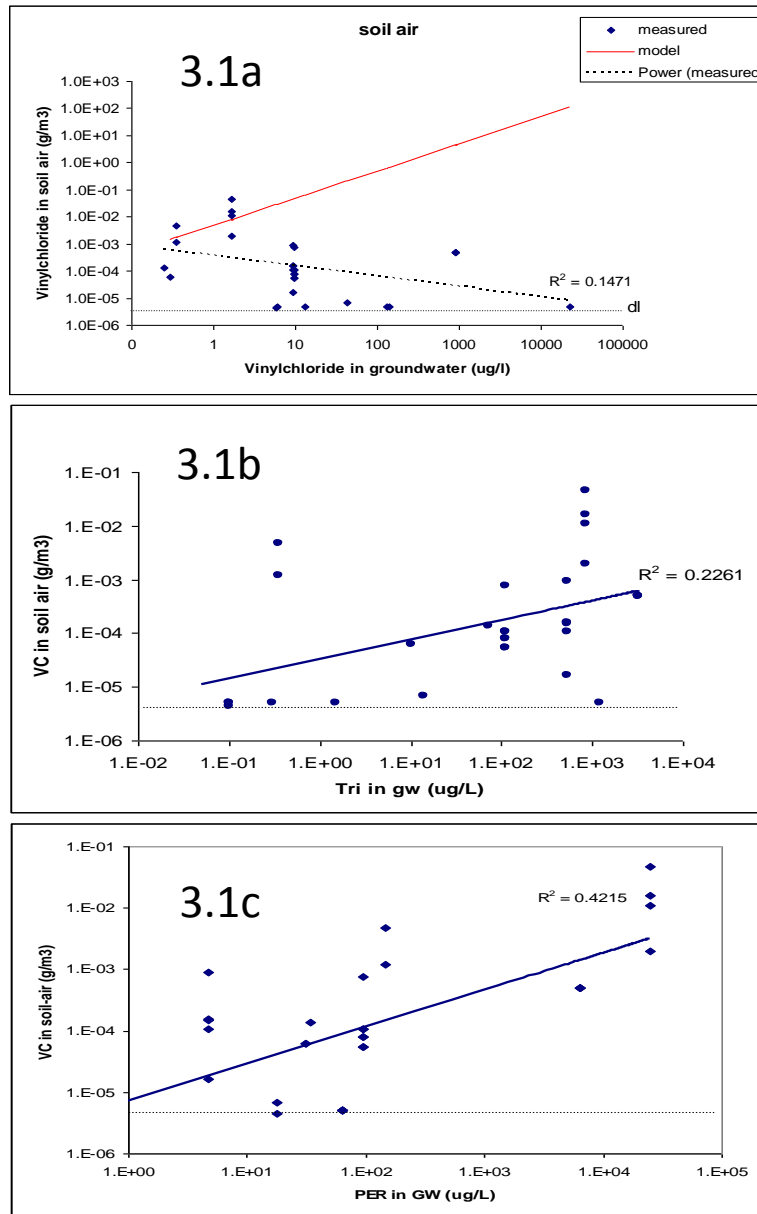 soil air
measured
model
Power (measured
3.1a
1.0E+03
1.0E+02
1.0E+01
1.0E+00
1.0E-01
1.0E-02
1.0E-03
1.0E-04
1.0E-05
1.0E-06
Vinylchloride in soil air (g/m3)
R² = 0.1471
dl
0 1 10 100 1000 10000 100000
Vinylchloride in groundwater (ug/l)
3.1b
1.E-01
1.E-02
1.E-03
1.E-04
1.E-05
1.E-06
VC in soil air (g/m3)
R² = 0.2261
1.E-02 1.E-01 1.E+00 1.E+01 1.E+02 1.E+03 1.E+04
Tri in gw (ug/L)
3.1c
1.E-01
1.E-02
1.E-03
1.E-04
1.E-05
1.E-06
VC in soil-air (g/m3)
R² = 0.4215
1.E+00 1.E+01 1.E+02 1.E+03 1.E+04 1.E+05
PER in GW (ug/L)